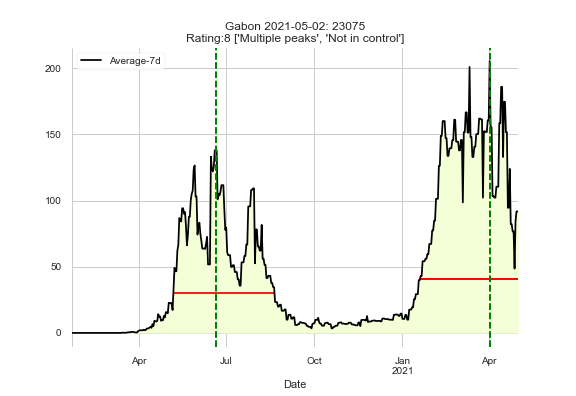 Gabon 2021-05-02: 23075
Rating:8 ['Multiple peaks', 'Not in control']
Average-7d
200
150
100
50
0
Apr
Jul
Oct
Jan
2021
Apr
Date